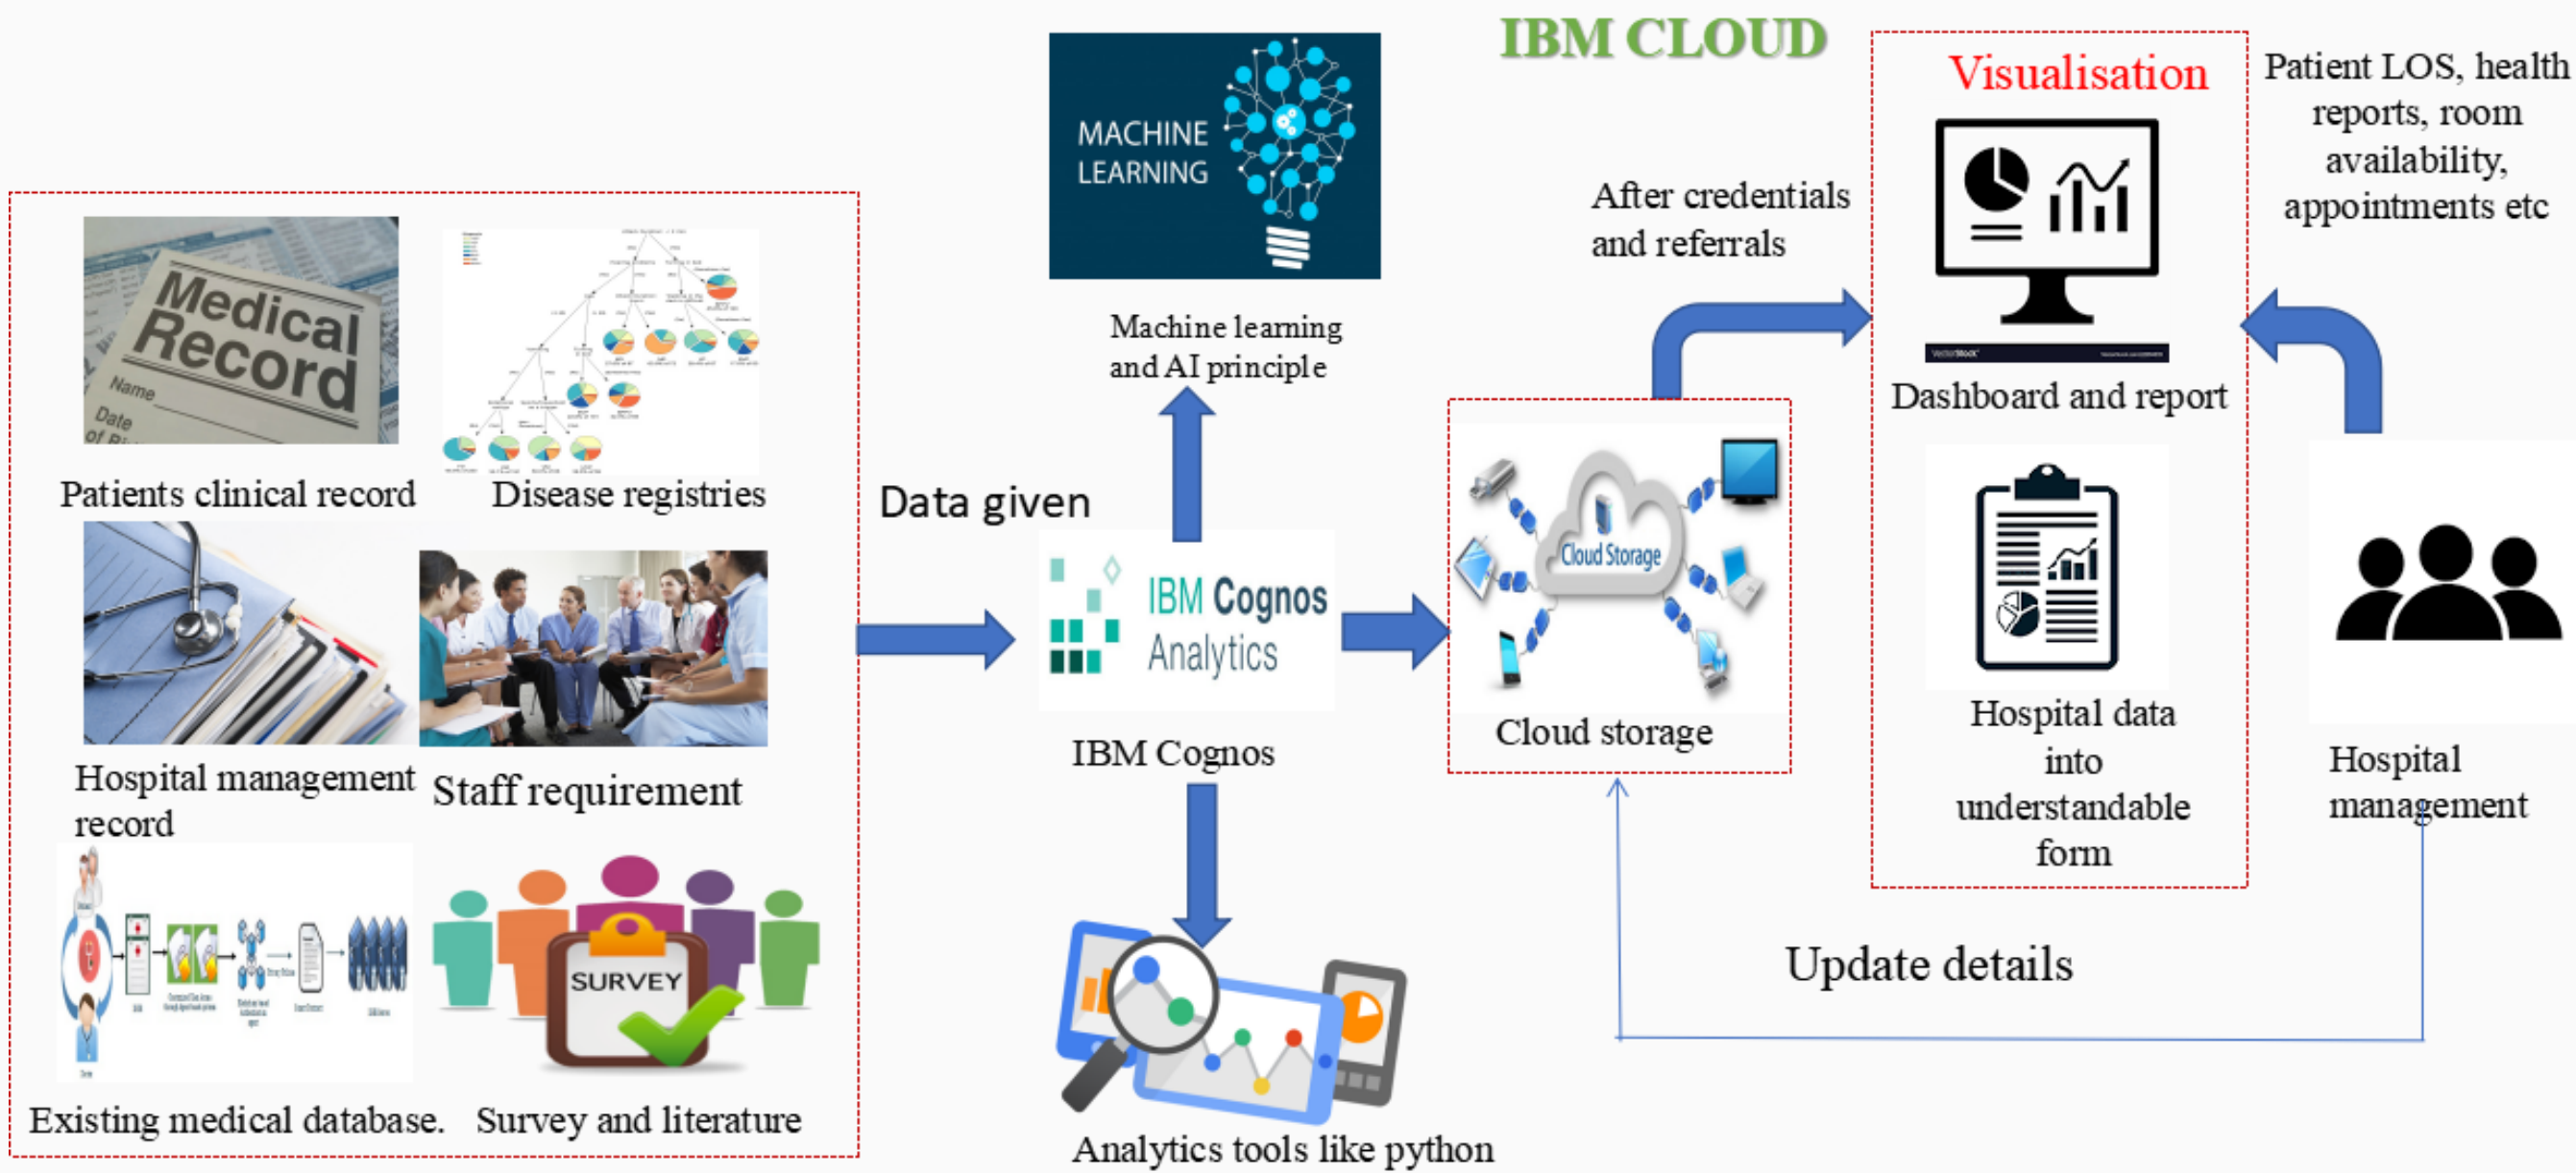 IBM CLOUD
Visualisation
Patient LOS, health
reports, room
availability,
appointments etc
MACHINE
LEARNING
After credentials
and referrals
Machine learning
and AI principle
Medical
Record
Name
Date
of
Patients clinical record
Disease registries
Data given
VectorStock
Dashboard and report
IBM Cognos
Analytics
Cloud Storage
IBM Cognos
Cloud storage
Hospital data
into
understandable
form
Hospital
management
Hospital management
record
Staff requirement
SURVEY
Update details
Existing medical database.
Survey and literature
Analytics tools like python